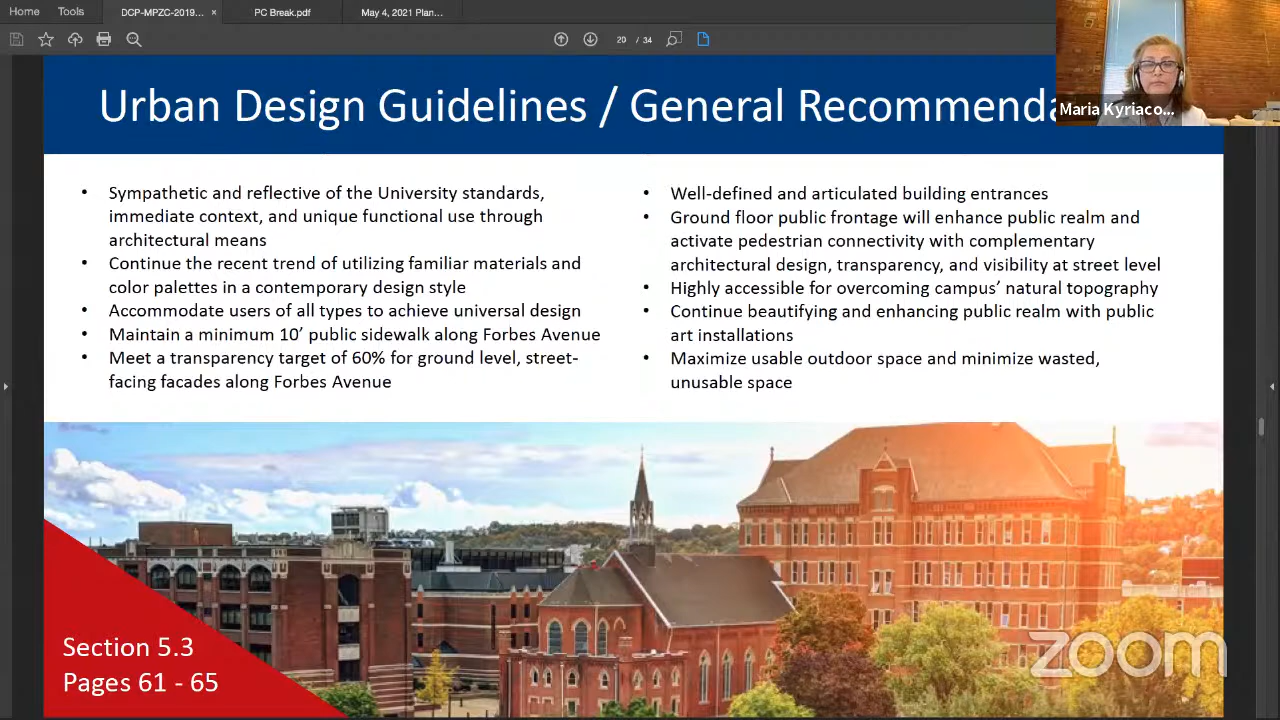 Home Tools DCP-MPZC-2019... × PC Break.pdf May 4, 2021 Plan...
20 / 34
Urban Design Guidelines / General Recommenda
Maria Kyriaco...
• Sympathetic and reflective of the University standards,
immediate context, and unique functional use through
architectural means
• Continue the recent trend of utilizing familiar materials and
color palettes in a contemporary design style
• Accommodate users of all types to achieve universal design
• Maintain a minimum 10’ public sidewalk along Forbes Avenue
• Meet a transparency target of 60% for ground level, street-
facing facades along Forbes Avenue
• Well-defined and articulated building entrances
• Ground floor public frontage will enhance public realm and
activate pedestrian connectivity with complementary
architectural design, transparency, and visibility at street level
• Highly accessible for overcoming campus’ natural topography
• Continue beautifying and enhancing public realm with public
art installations
• Maximize usable outdoor space and minimize wasted,
unusable space
Section 5.3
Pages 61 - 65
zoom